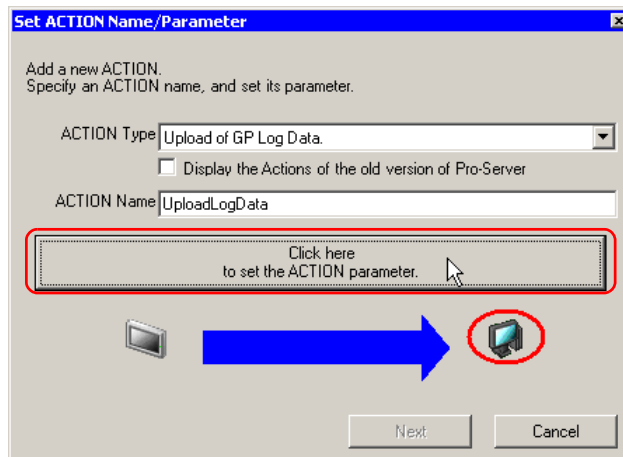 Set ACTION Name/Parameter
Add a new ACTION.
Specify an ACTION name, and set its parameter.
ACTION Type Upload of GP Log Data.
Display the Actions of the old version of Pro-Server
ACTION Name UploadLogData
Click here
to set the ACTION parameter.
Next Cancel